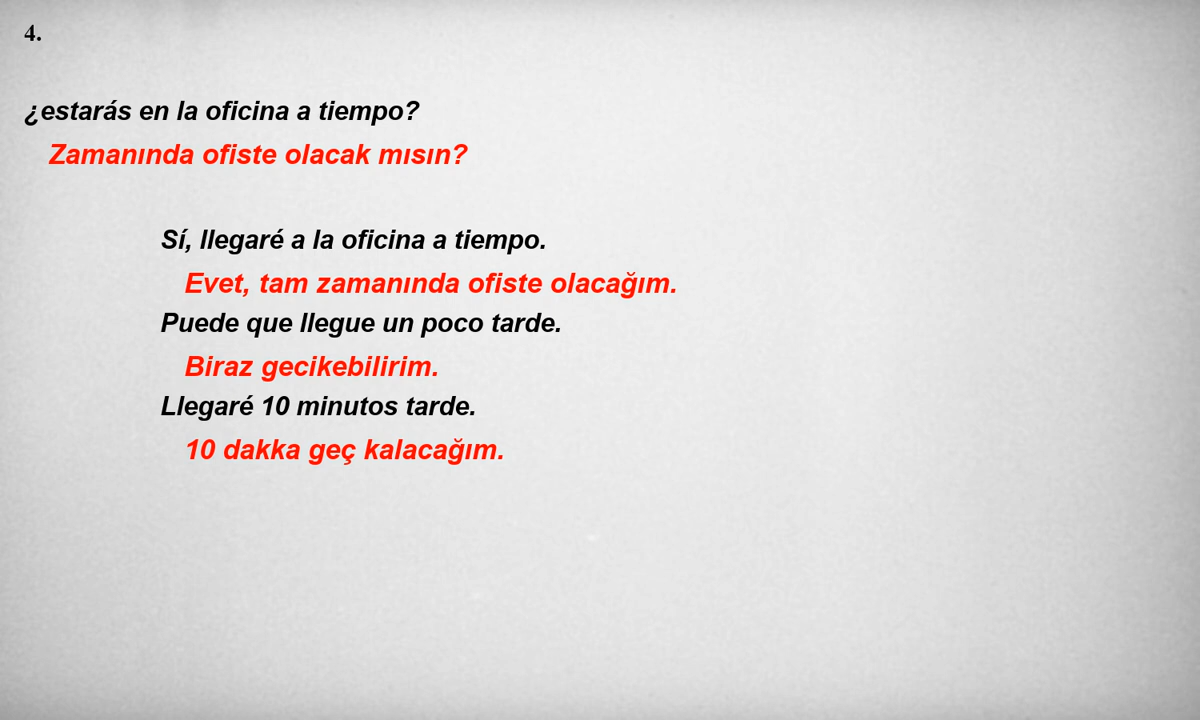 4.
¿estarás en la oficina a tiempo?
Zamanında ofiste olacak mısın?
Sí, llegaré a la oficina a tiempo.
Evet, tam zamanında ofiste olacağım.
Puede que llegue un poco tarde.
Biraz gecikebilirim.
Llegaré 10 minutos tarde.
10 dakka geç kalacağım.